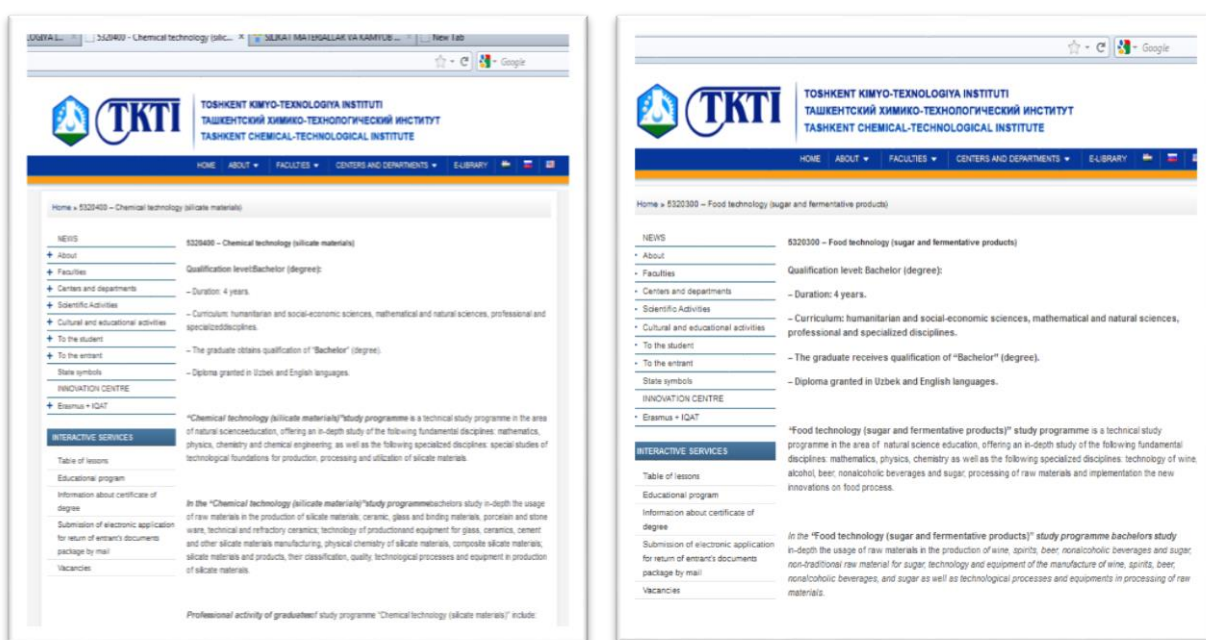 5320400 - Chemical technology (silic...
SILIKAT MATERIALLAR VA KAMYOB ...
New Tab
Google
TKTI
TOSHKENT KIMYO-TEXNOLOGIYA INSTITUTI
ТАШКЕНТСКИЙ ХИМИКО-ТЕХНОЛОГИЧЕСКИЙ ИНСТИТУТ
TASHKENT CHEMICAL-TECHNOLOGICAL INSTITUTE
HOME ABOUT FACULTIES CENTERS AND DEPARTMENTS E-LIBRARY
Home » 5320400 – Chemical technology (silicate materials)
NEWS
About
Faculties
Centers and departments
Scientific Activities
Cultural and educational activities
To the student
To the entrant
State symbols
INNOVATION CENTRE
Erasmus + IQAT
INTERACTIVE SERVICES
Table of lessons
Educational program
Information about certificate of
degree
Submission of electronic application
for return of entrant's documents
package by mail
Vacancies
5320400 – Chemical technology (silicate materials)
Qualification level:Bachelor (degree):
– Duration: 4 years.
– Curriculum: humanitarian and social-economic sciences, mathematical and natural sciences, professional and
specializeddisciplines.
– The graduate obtains qualification of "Bachelor" (degree).
– Diploma granted in Uzbek and English languages.
"Chemical technology (silicate materials)"study programme is a technical study programme in the area
of natural scienceeducation, offering an in-depth study of the following fundamental disciplines: mathematics,
physics, chemistry and chemical engineering; as well as the following specialized disciplines: special studies of
technological foundations for production, processing and utilization of silicate materials.
In the "Chemical technology (silicate materials)"study programmebachelors study in-depth the usage
of raw materials in the production of silicate materials; ceramic, glass and binding materials, porcelain and stone
ware, technical and refractory ceramics; technology of productionand equipment for glass, ceramics, cement
and other silicate materials manufacturing, physical chemistry of silicate materials, composite silicate materials;
silicate materials and products, their classification, quality, technological processes and equipment in production
of silicate materials.
Professional activity of graduatesof study programme "Chemical technology (silicate materials)" include:
Google
TKTI
TOSHKENT KIMYO-TEXNOLOGIYA INSTITUTI
ТАШКЕНТСКИЙ ХИМИКО-ТЕХНОЛОГИЧЕСКИЙ ИНСТИТУТ
TASHKENT CHEMICAL-TECHNOLOGICAL INSTITUTE
HOME ABOUT FACULTIES CENTERS AND DEPARTMENTS E-LIBRARY
Home » 5320300 – Food technology (sugar and fermentative products)
NEWS
About
Faculties
Centers and departments
Scientific Activities
Cultural and educational activities
To the student
To the entrant
State symbols
INNOVATION CENTRE
Erasmus + IQAT
INTERACTIVE SERVICES
Table of lessons
Educational program
Information about certificate of
degree
Submission of electronic application
for return of entrant's documents
package by mail
Vacancies
5320300 – Food technology (sugar and fermentative products)
Qualification level: Bachelor (degree):
– Duration: 4 years.
– Curriculum: humanitarian and social-economic sciences, mathematical and natural sciences,
professional and specialized disciplines.
– The graduate receives qualification of "Bachelor" (degree).
– Diploma granted in Uzbek and English languages.
"Food technology (sugar and fermentative products)" study programme is a technical study
programme in the area of natural science education, offering an in-depth study of the following fundamental
disciplines: mathematics, physics, chemistry as well as the following specialized disciplines: technology of wine,
alcohol, beer, nonalcoholic beverages and sugar, processing of raw materials and implementation the new
innovations on food process.
In the "Food technology (sugar and fermentative products)" study programme bachelors study
in-depth the usage of raw materials in the production of wine, spirits, beer, nonalcoholic beverages and sugar,
non-traditional raw material for sugar, technology and equipment of the manufacture of wine, spirits, beer,
nonalcoholic beverages, and sugar as well as technological processes and equipments in processing of raw
materials.